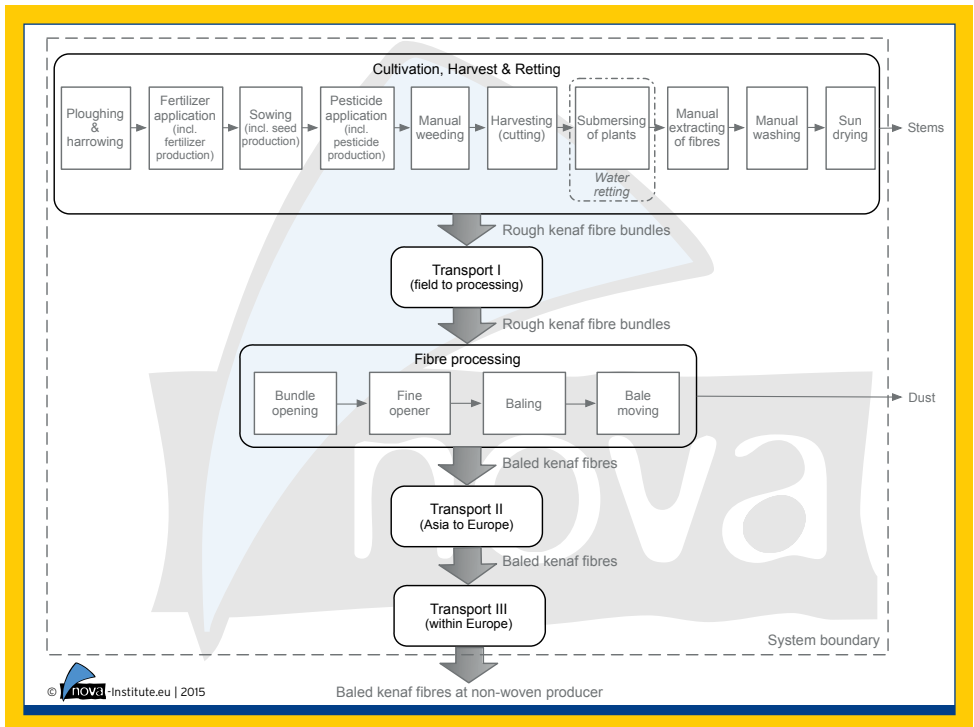 Cultivation, Harvest & Retting
Ploughing
&
harrowing
Fertilizer
application
(incl.
fertilizer
production)
Sowing
(incl. seed
production)
Pesticide
application
(incl.
pesticide
production)
Manual
weeding
Harvesting
(cutting)
Submersing
of plants
Water
retting
Manual
extracting
of fibres
Manual
washing
Sun
drying
Stems
Rough kenaf fibre bundles
Transport I
(field to processing)
Rough kenaf fibre bundles
Fibre processing
Bundle
opening
Fine
opener
Baling
Bale
moving
Dust
Baled kenaf fibres
nova
Transport II
(Asia to Europe)
Baled kenaf fibres
Transport III
(within Europe)
System boundary
Baled kenaf fibres at non-woven producer
© nova-Institute.eu | 2015